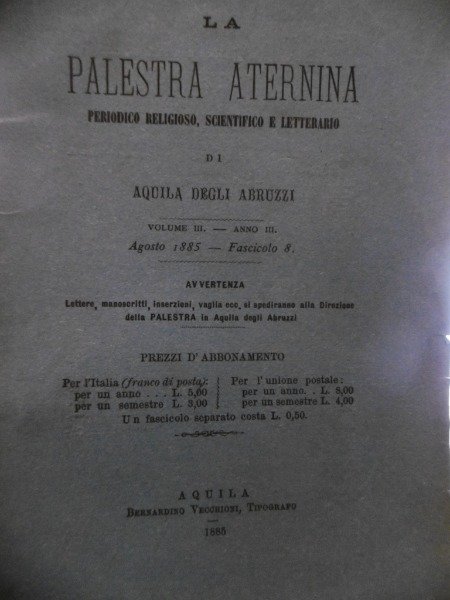 LA
PALESTRA ATERNINA
PERIODICO RELIGIOSO, SCIENTIFICO E LETTERARIO
DI
AQUILA DEGLI ABRUZZI
VOLUME III. — ANNO III.
Agosto 1885 — Fascicolo 8.
AVVERTENZA
Lettere, manoscritti, inserzioni, vaglia ecc. si spediranno alla Direzione
della PALESTRA in Aquila degli Abruzzi
PREZZI D'ABBONAMENTO
Per l'Italia (franco di posta): Per l'unione postale:
per un anno . . . L. 5,00 per un anno. . L. 8,00
per un semestre L. 3,00 per un semestre L. 4,00
Un fascicolo separato costa L. 0,50.
AQUILA
BERNARDINO VECCHIONI, TIPOGRAFO
1885